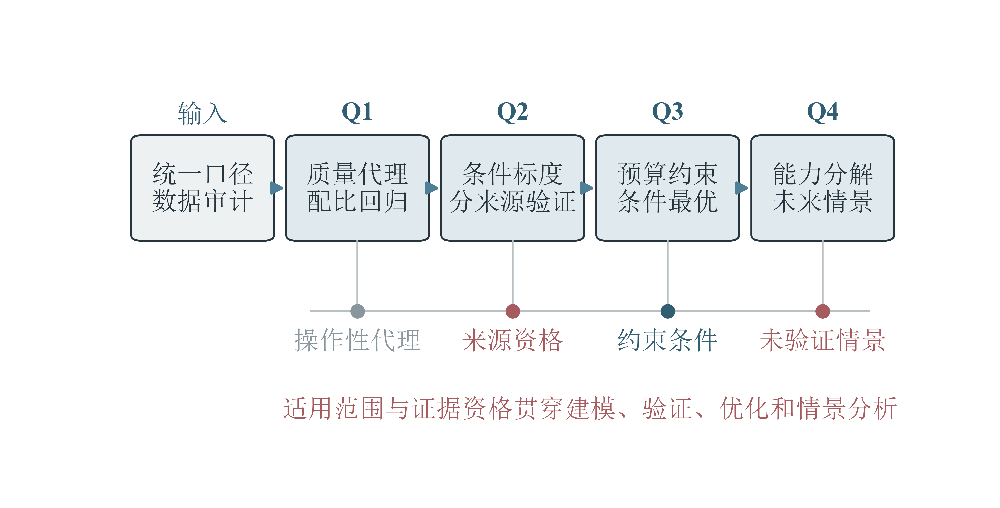 输入
统一口径
数据审计
Q1
质量代理
配比回归
Q2
条件标度
分来源验证
Q3
预算约束
条件最优
Q4
能力分解
未来情景
操作性代理
来源资格
约束条件
未验证情景
适用范围与证据资格贯穿建模、验证、优化和情景分析